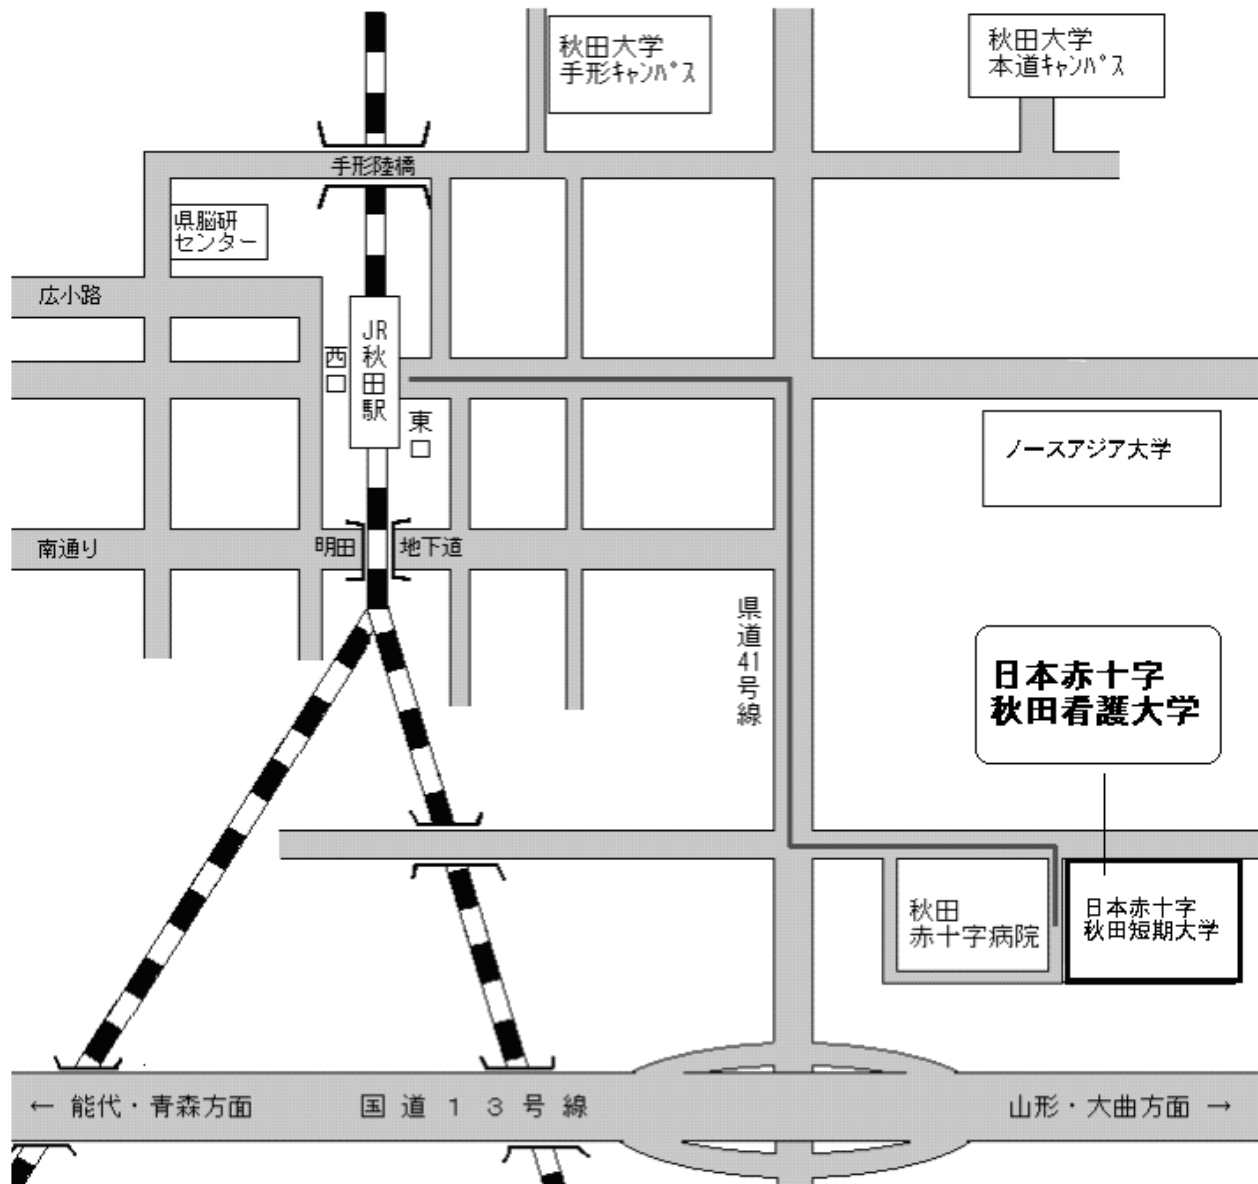 秋田大学
手形ｷｬﾝﾊﾟｽ
秋田大学
本道ｷｬﾝﾊﾟｽ
手形陸橋
県脳研
センター
広小路
JR秋田駅
西口
東口
ノースアジア大学
南通り
明田 地下道
県道41号線
日本赤十字
秋田看護大学
秋田
赤十字病院
日本赤十字
秋田短期大学
← 能代・青森方面
国道１３号線
山形・大曲方面 →